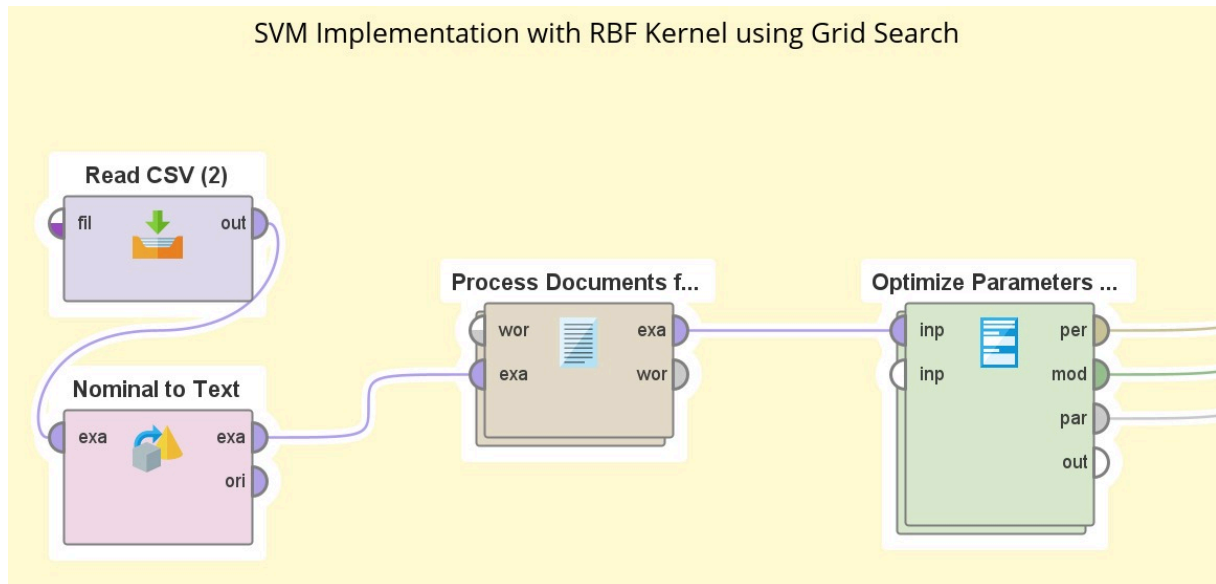 SVM Implementation with RBF Kernel using Grid Search
Read CSV (2)
fil out
Nominal to Text
exa exa
ori
Process Documents f...
wor exa
exa wor
Optimize Parameters ...
inp per
inp mod
par
out